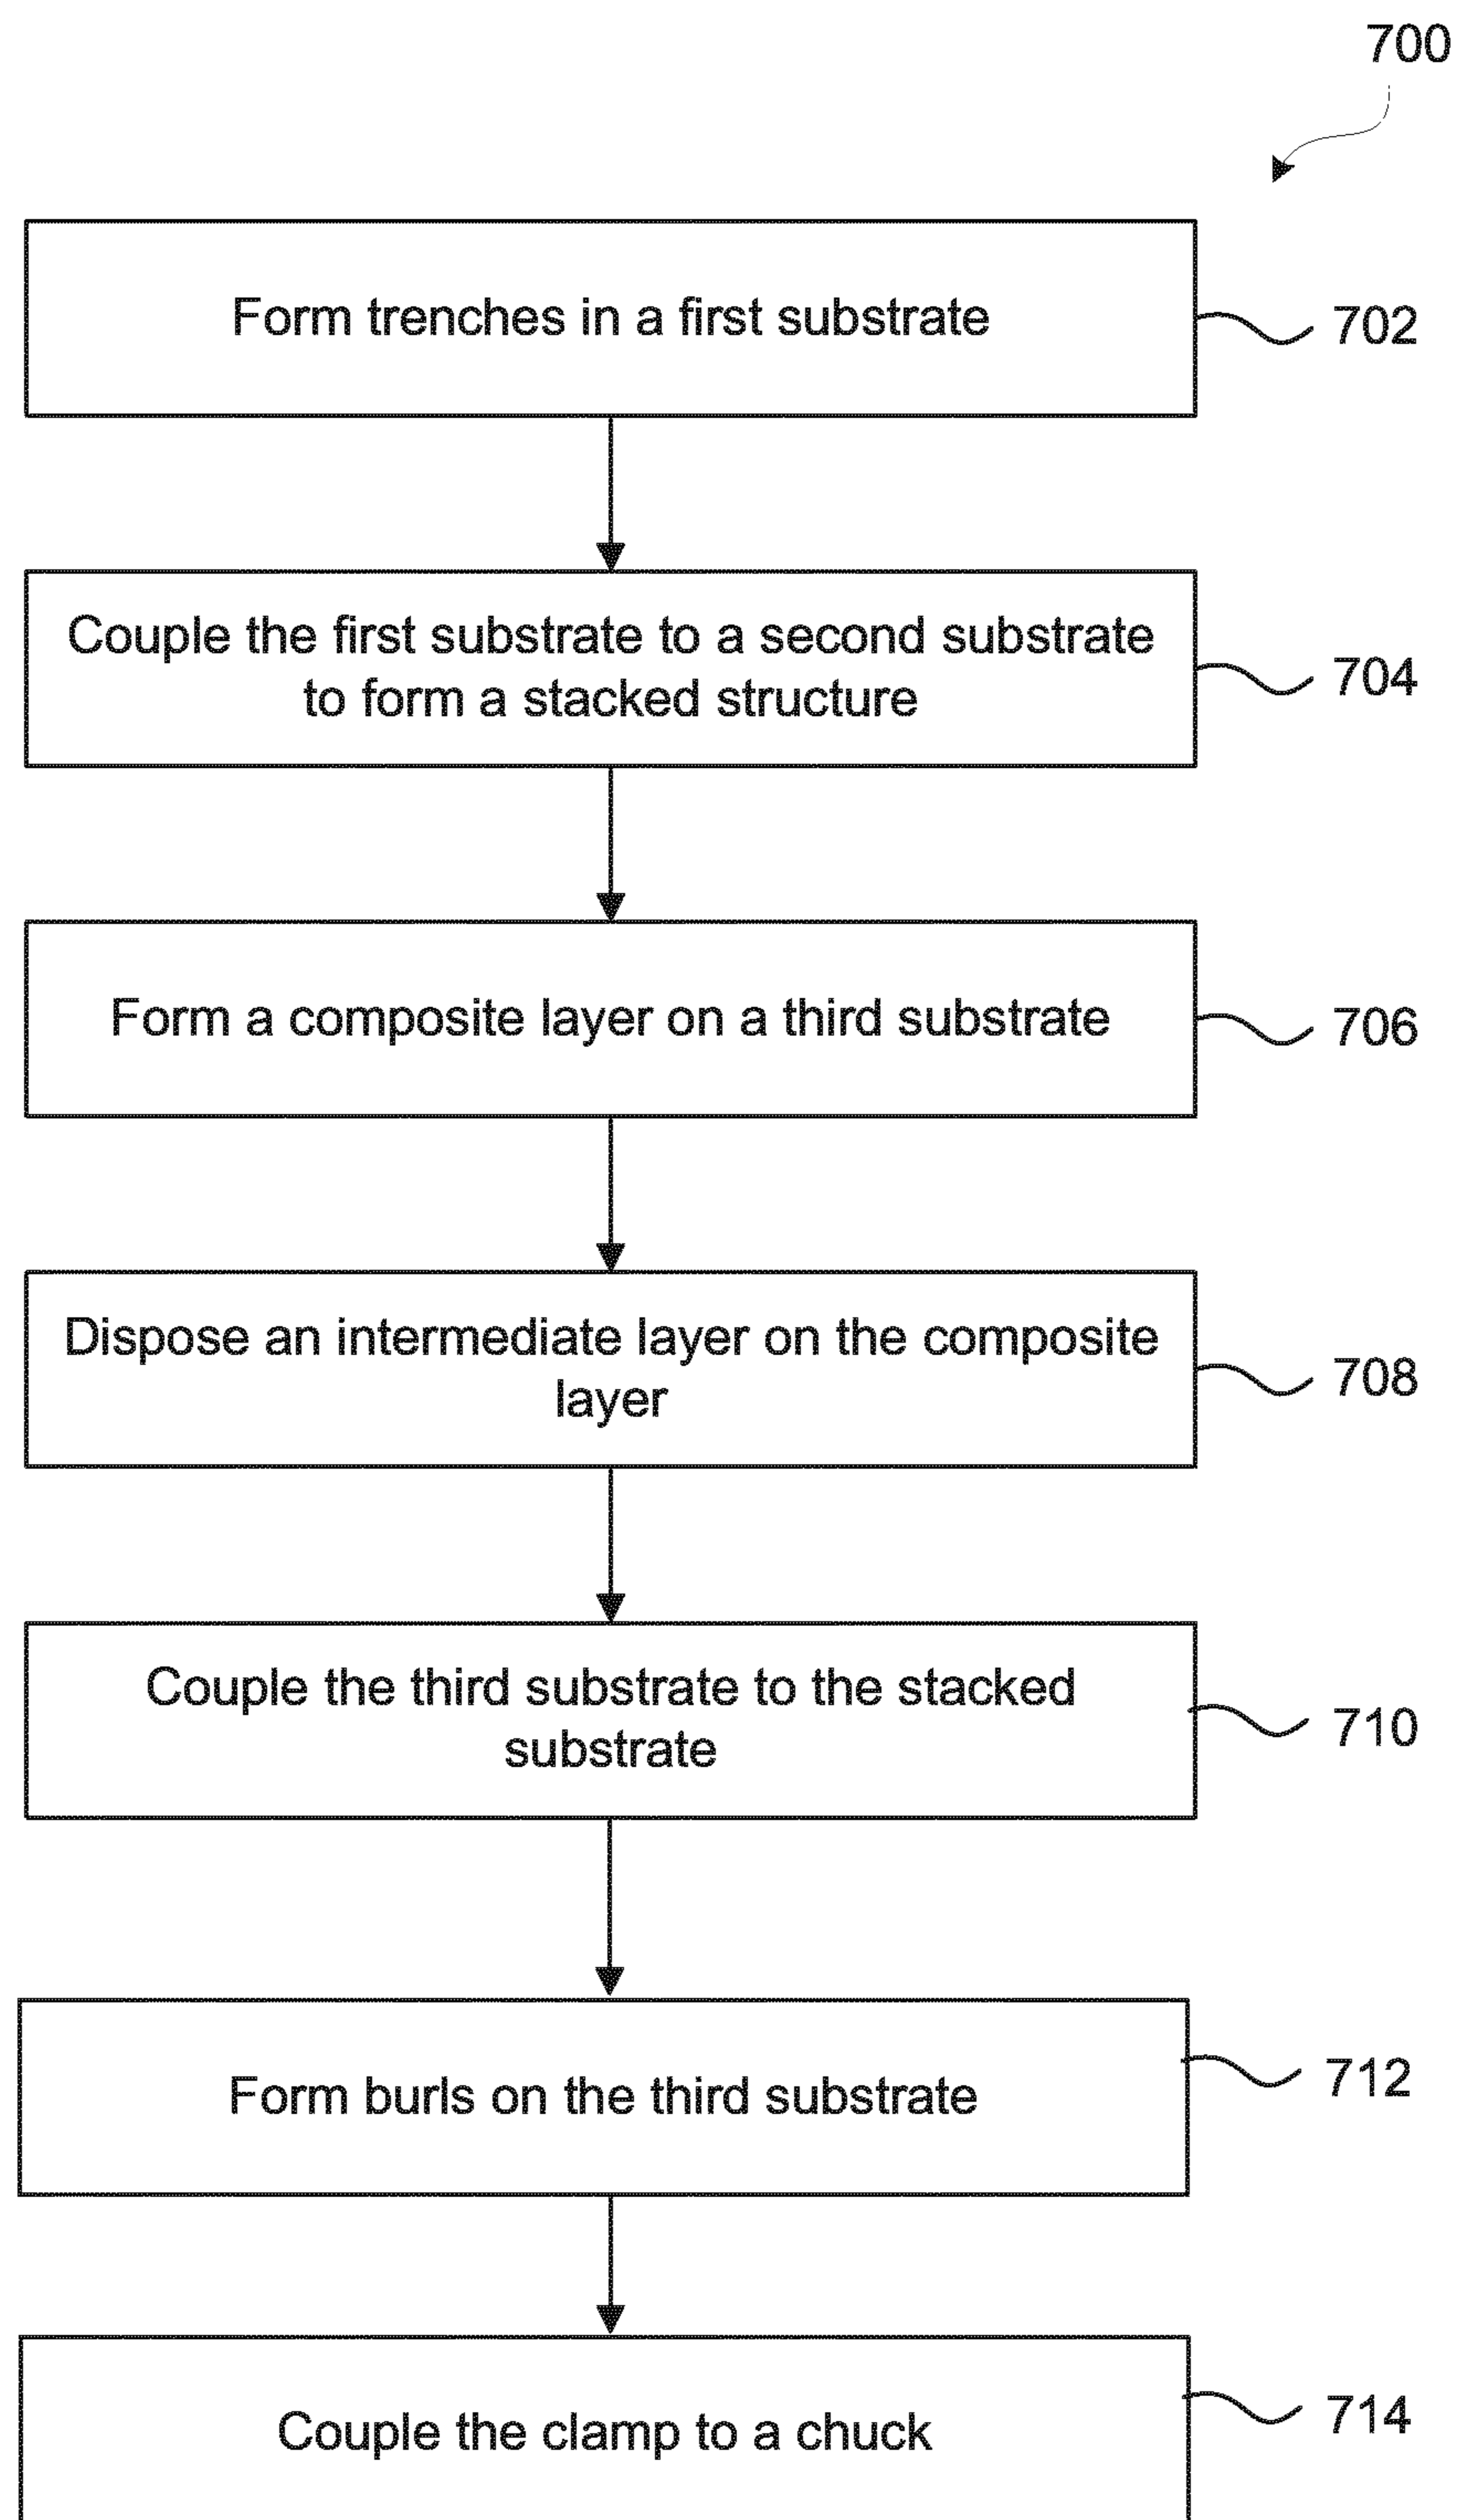 700
Form trenches in a first substrate
702
Couple the first substrate to a second substrate
to form a stacked structure
704
Form a composite layer on a third substrate
706
Dispose an intermediate layer on the composite
layer
708
Couple the third substrate to the stacked
substrate
710
Form burls on the third substrate
712
Couple the clamp to a chuck
714